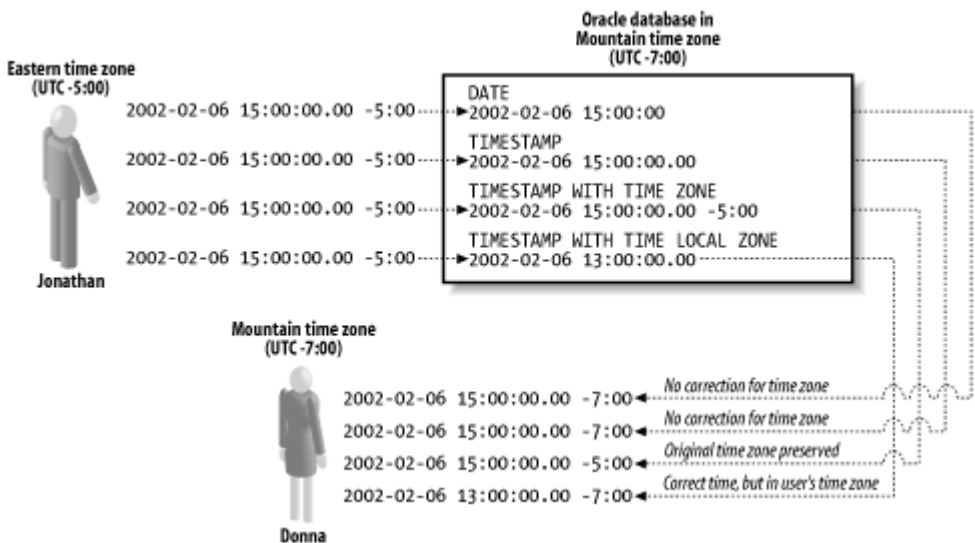 Oracle database in
Mountain time zone
(UTC -7:00)
Eastern time zone
(UTC -5:00)
2002-02-06 15:00:00.00 -5:00
DATE
2002-02-06 15:00:00
2002-02-06 15:00:00.00 -5:00
TIMESTAMP
2002-02-06 15:00:00.00
2002-02-06 15:00:00.00 -5:00
TIMESTAMP WITH TIME ZONE
2002-02-06 15:00:00.00 -5:00
2002-02-06 15:00:00.00 -5:00
TIMESTAMP WITH TIME LOCAL ZONE
2002-02-06 13:00:00.00
Jonathan
Mountain time zone
(UTC -7:00)
2002-02-06 15:00:00.00 -7:00 No correction for time zone
2002-02-06 15:00:00.00 -7:00 No correction for time zone
2002-02-06 15:00:00.00 -5:00 Original time zone preserved
2002-02-06 13:00:00.00 -7:00 Correct time, but in user's time zone
Donna